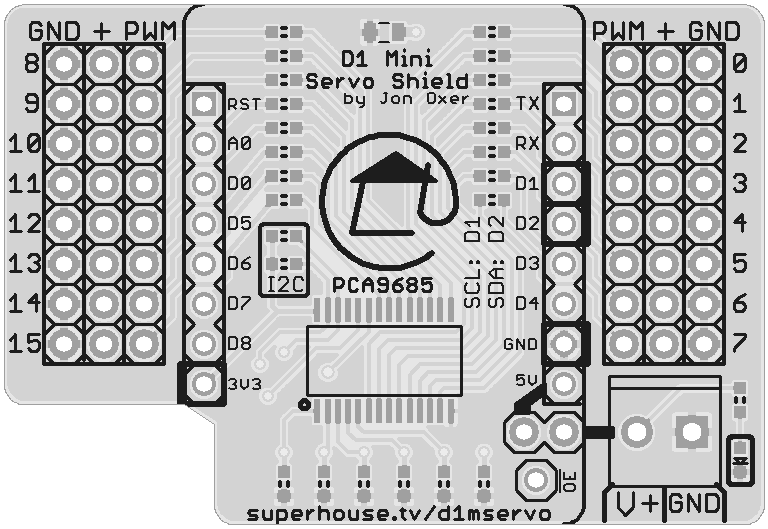 GND + PWM
8
9
10
11
12
13
14
15
D1 Mini
Servo Shield
by Jon Oxer
RST
A0
D0
D5
D6
D7
D8
3V3
I2C
PCA9685
SCL: D1
SDA: D2
TX
RX
D1
D2
D3
D4
GND
5V
PWM + GND
0
1
2
3
4
5
6
7
OE
V+ GND
superhouse.tv/d1mservo